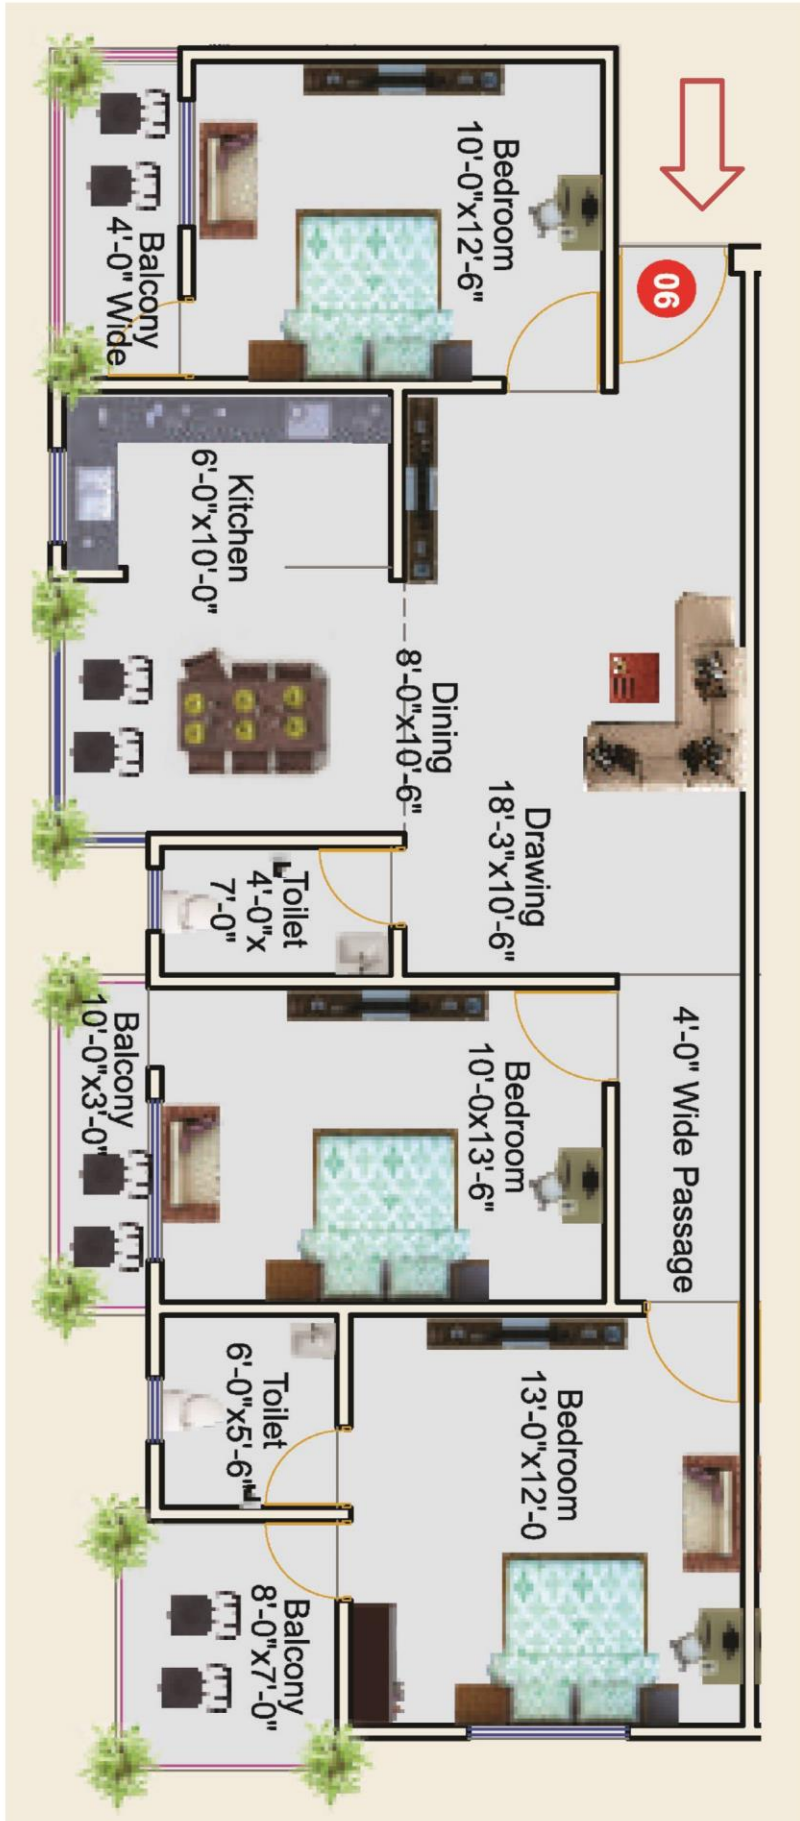 06
Bedroom
10'-0"x12'-6"
Balcony
4'-0" Wide
Kitchen
6'-0"x10'-0"
Dining
8'-0"x10'-6"
Drawing
18'-3"x10'-6"
Toilet
4'-0"x
7'-0"
4'-0" Wide Passage
Bedroom
10'-0x13'-6"
Balcony
10'-0"x3'-0"
Toilet
6'-0"x5'-6"
Bedroom
13'-0"x12'-0
Balcony
8'-0"x7'-0"